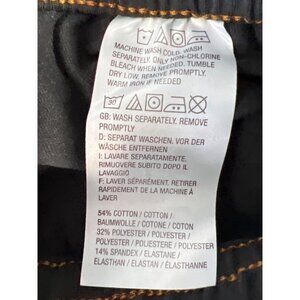 MACHINE WASH COLD, WASH
SEPARATELY, ONLY NON-CHLORINE
BLEACH WHEN NEEDED, TUMBLE
DRY LOW, REMOVE PROMPTLY,
WARM IRON IF NEEDED
30
GB: WASH SEPARATELY, REMOVE
PROMPTLY
D: SEPARAT WASCHEN. VOR DER
WÄSCHE ENTFERNEN
I: LAVARE SEPARATAMENTE.
RIMUOVERE SUBITO DOPO IL
LAVAGGIO
F: LAVER SÉPARÉMENT. RETIRER
RAPIDEMENT DE LA MACHINE À
LAVER
54% COTTON / COTON /
BAUMWOLLE / COTONE / COTTON
32% POLYESTER / POLYESTER /
POLYESTER / POLIESTERE / POLYESTER
14% SPANDEX / ELASTANE /
ELASTHAN / ELASTAN / ELASTHANNE